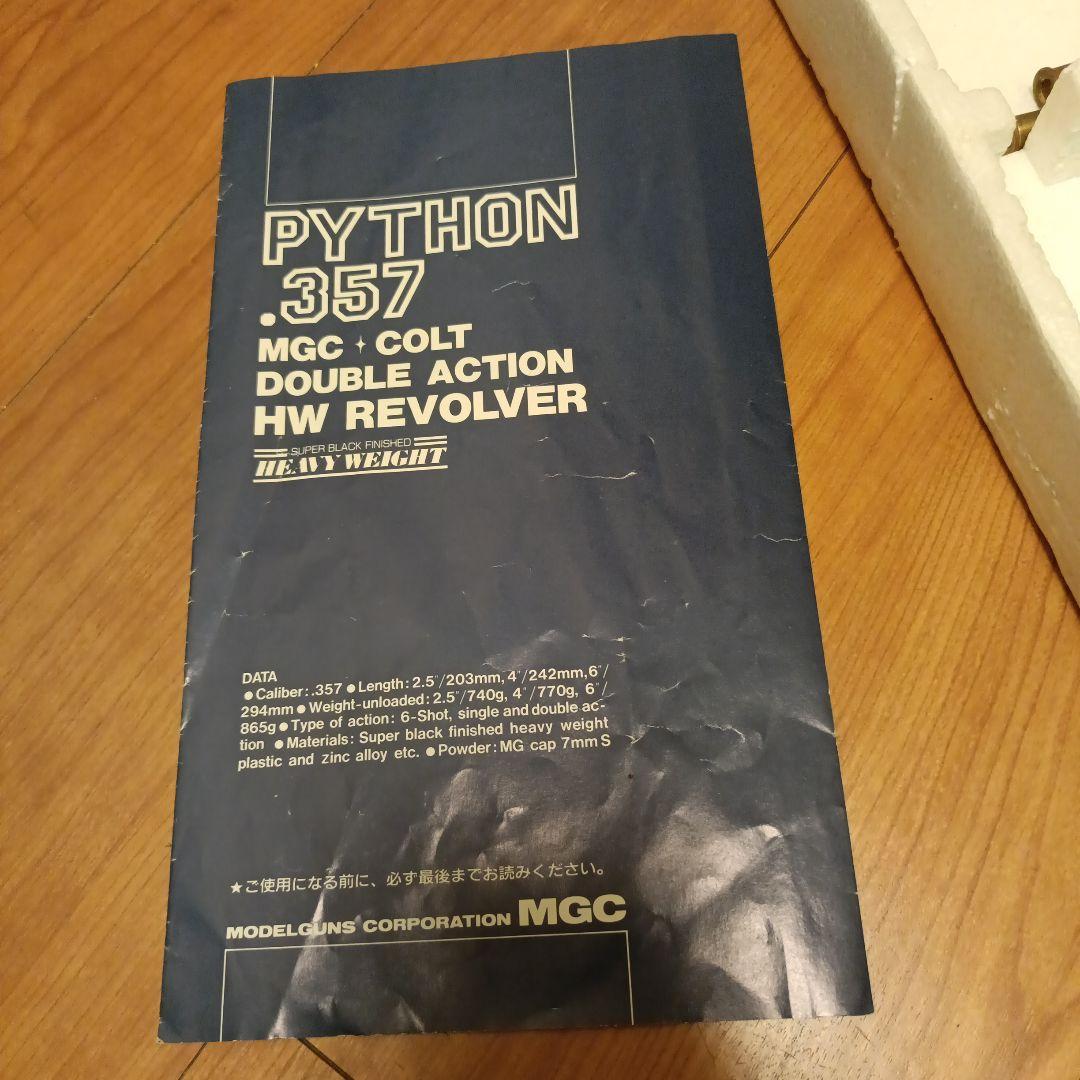 PYTHON
.357
MGC ✦ COLT
DOUBLE ACTION
HW REVOLVER
SUPER BLACK FINISHED
HEAVY WEIGHT
DATA
●Caliber:.357 ●Length:2.5"/203mm,4"/242mm,6"/
294mm ●Weight-unloaded:2.5"/740g, 4"/770g, 6"/
865g ●Type of action: 6-Shot, single and double ac-
tion ●Materials: Super black finished heavy weight
plastic and zinc alloy etc. ●Powder:MG cap 7mm S
★ご使用になる前に、必ず最後までお読みください。
MODELGUNS CORPORATION MGC